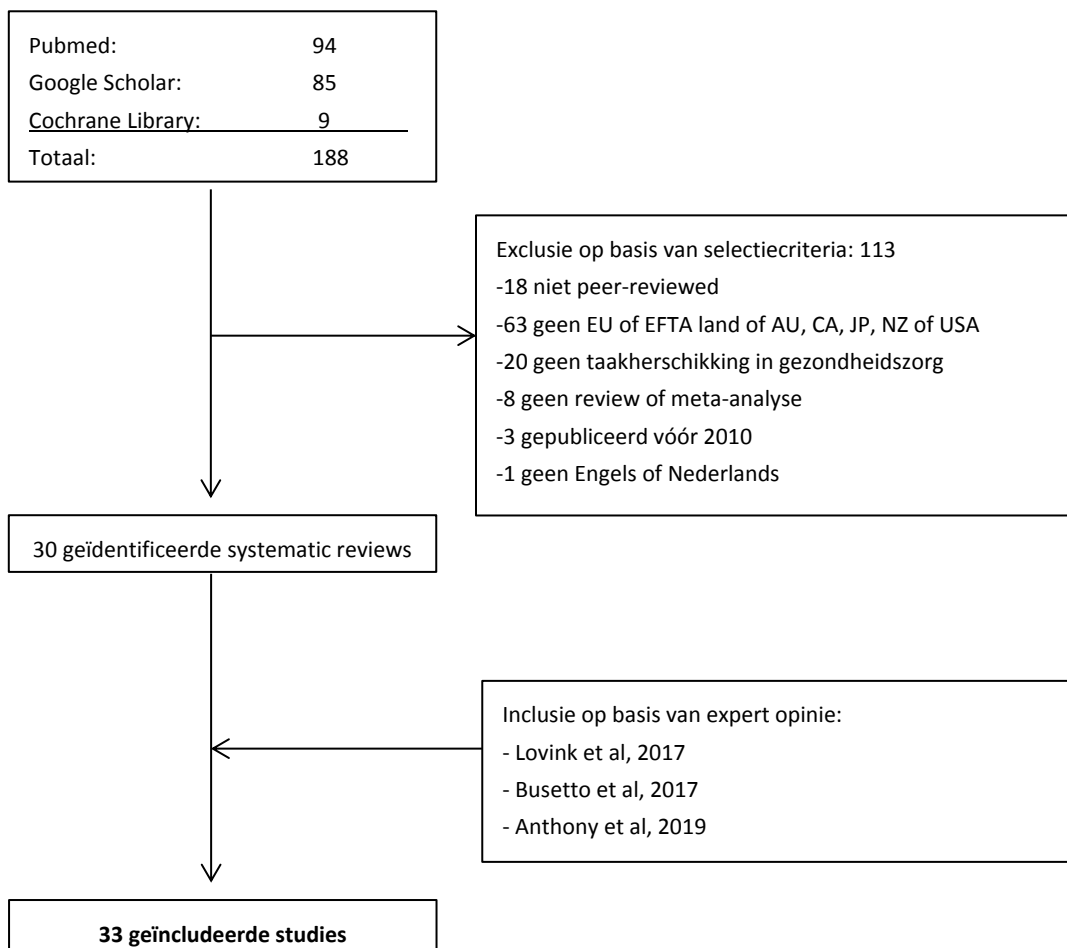 Pubmed: 94
Google Scholar: 85
Cochrane Library: 9
Totaal: 188
Exclusie op basis van selectiecriteria: 113
-18 niet peer-reviewed
-63 geen EU of EFTA land of AU, CA, JP, NZ of USA
-20 geen taakherschikking in gezondheidszorg
-8 geen review of meta-analyse
-3 gepubliceerd vóór 2010
-1 geen Engels of Nederlands
30 geïdentificeerde systematic reviews
Inclusie op basis van expert opinie:
- Lovink et al, 2017
- Busetto et al, 2017
- Anthony et al, 2019
33 geïncludeerde studies